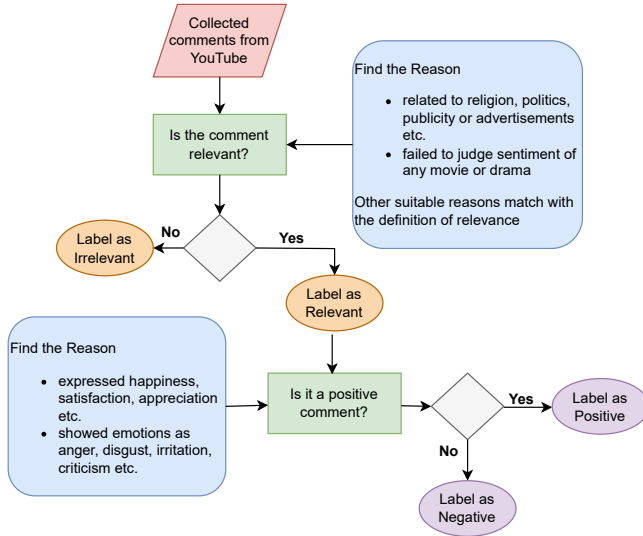 Collected
comments from
YouTube
Find the Reason
• related to religion, politics,
publicity or advertisements
etc.
• failed to judge sentiment of
any movie or drama
Other suitable reasons match with
the definition of relevance
Is the comment
relevant?
No
Yes
Label as
Irrelevant
Label as
Relevant
Find the Reason
• expressed happiness,
satisfaction, appreciation
etc.
• showed emotions as
anger, disgust, irritation,
criticism etc.
Is it a positive
comment?
Yes
Label as
Positive
No
Label as
Negative